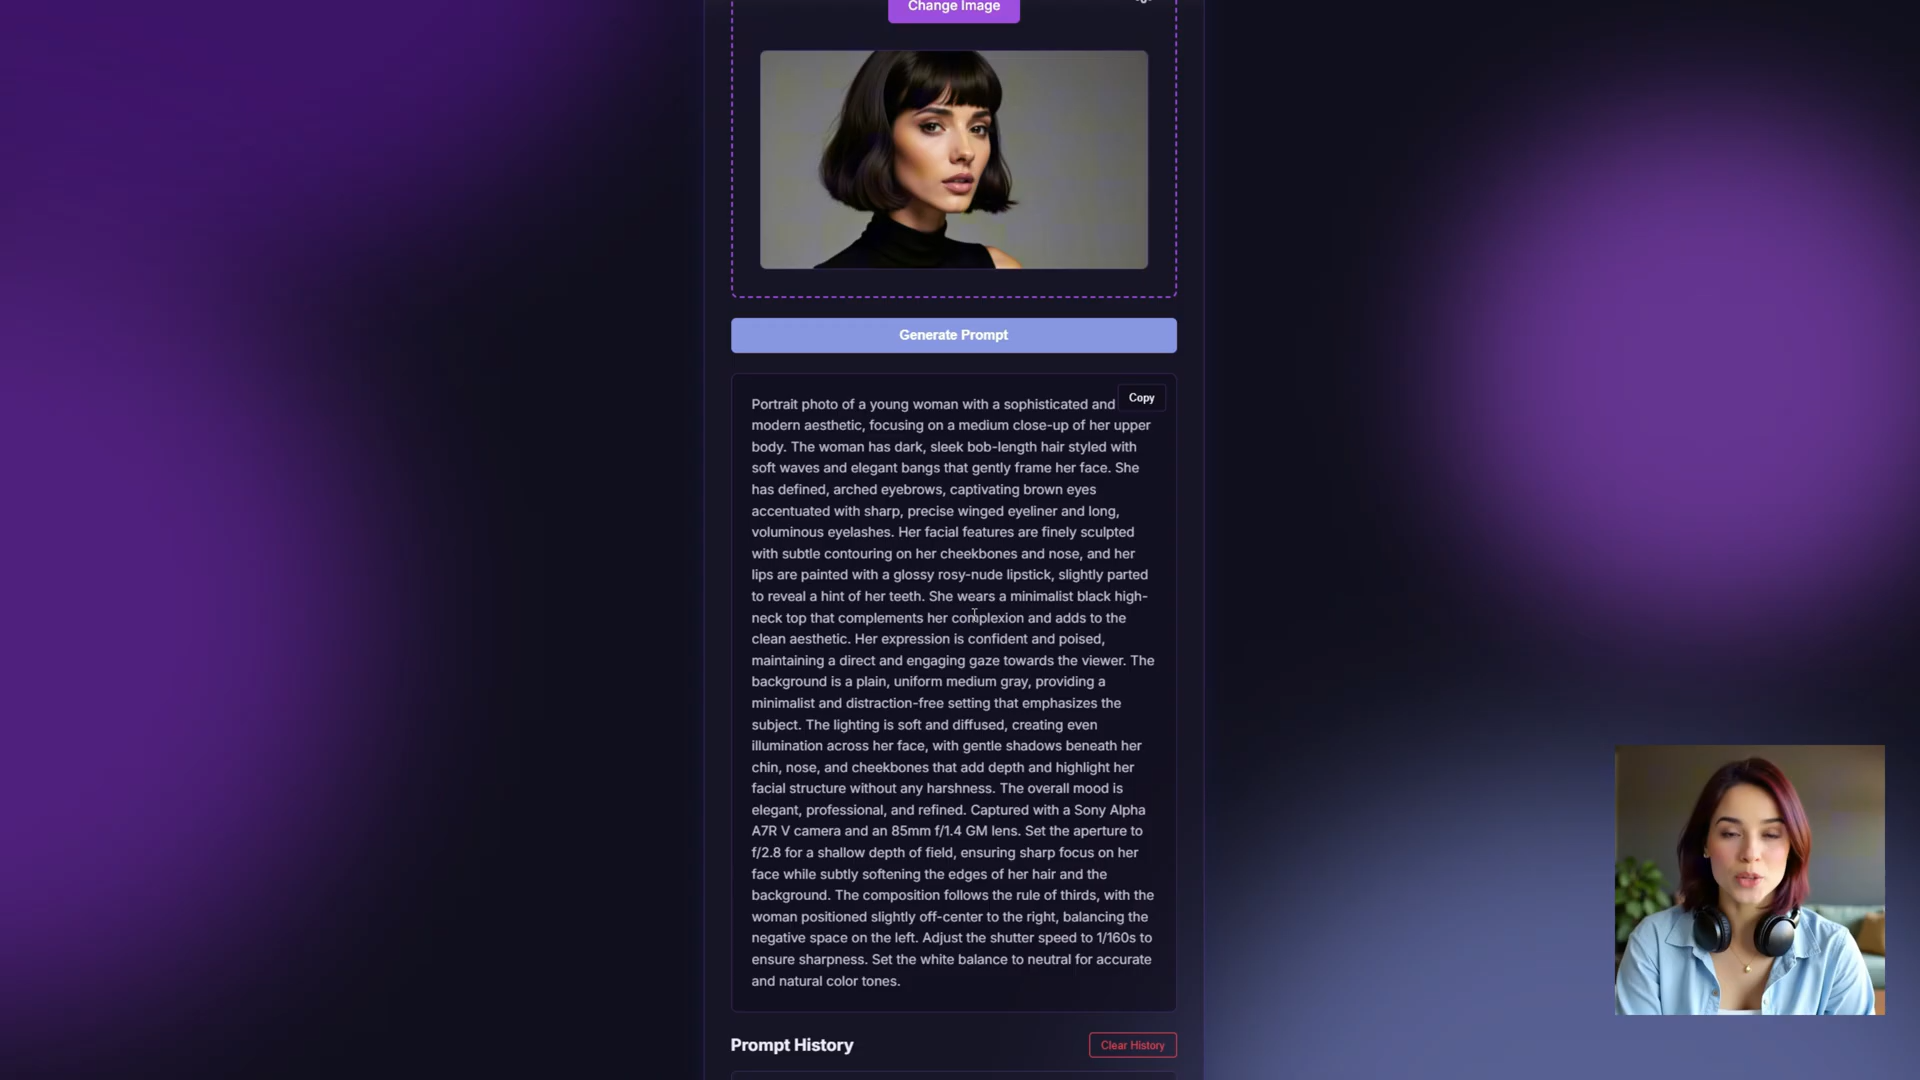 Change Image
Generate Prompt
Copy
Portrait photo of a young woman with a sophisticated and
modern aesthetic, focusing on a medium close-up of her upper
body. The woman has dark, sleek bob-length hair styled with
soft waves and elegant bangs that gently frame her face. She
has defined, arched eyebrows, captivating brown eyes
accentuated with sharp, precise winged eyeliner and long,
voluminous eyelashes. Her facial features are finely sculpted
with subtle contouring on her cheekbones and nose, and her
lips are painted with a glossy rosy-nude lipstick, slightly parted
to reveal a hint of her teeth. She wears a minimalist black high-
neck top that complements her complexion and adds to the
clean aesthetic. Her expression is confident and poised,
maintaining a direct and engaging gaze towards the viewer. The
background is a plain, uniform medium gray, providing a
minimalist and distraction-free setting that emphasizes the
subject. The lighting is soft and diffused, creating even
illumination across her face, with gentle shadows beneath her
chin, nose, and cheekbones that add depth and highlight her
facial structure without any harshness. The overall mood is
elegant, professional, and refined. Captured with a Sony Alpha
A7R V camera and an 85mm f/1.4 GM lens. Set the aperture to
f/2.8 for a shallow depth of field, ensuring sharp focus on her
face while subtly softening the edges of her hair and the
background. The composition follows the rule of thirds, with the
woman positioned slightly off-center to the right, balancing the
negative space on the left. Adjust the shutter speed to 1/160s to
ensure sharpness. Set the white balance to neutral for accurate
and natural color tones.
Prompt History
Clear History